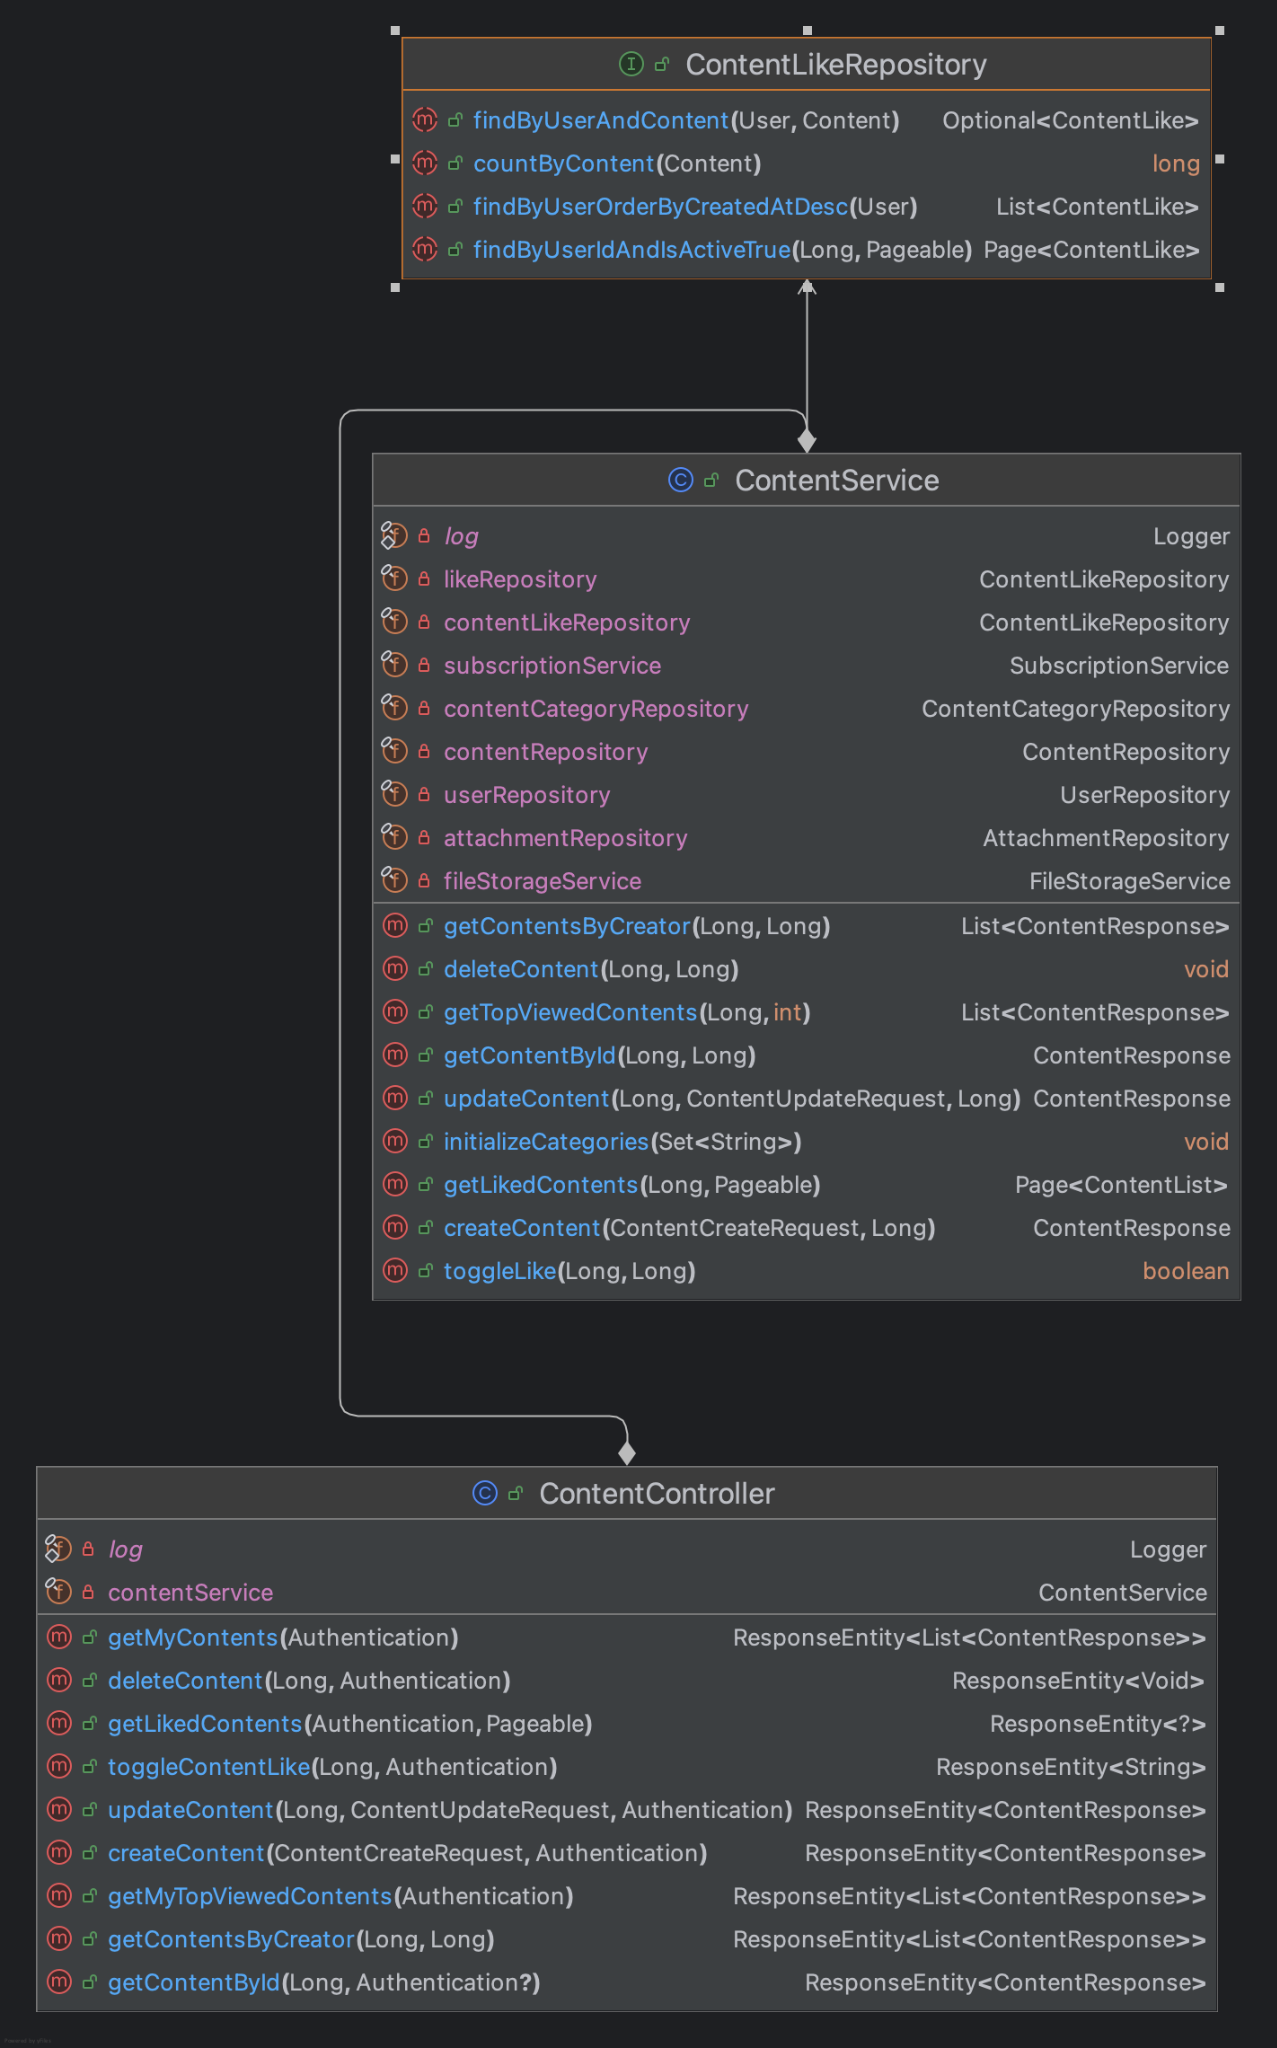 ContentLikeRepository
findByUserAndContent(User, Content) Optional<ContentLike>
countByContent(Content) long
findByUserOrderByCreatedAtDesc(User) List<ContentLike>
findByUserIdAndIsActiveTrue(Long, Pageable) Page<ContentLike>
ContentService
log Logger
likeRepository ContentLikeRepository
contentLikeRepository ContentLikeRepository
subscriptionService SubscriptionService
contentCategoryRepository ContentCategoryRepository
contentRepository ContentRepository
userRepository UserRepository
attachmentRepository AttachmentRepository
fileStorageService FileStorageService
getContentsByCreator(Long, Long) List<ContentResponse>
deleteContent(Long, Long) void
getTopViewedContents(Long, int) List<ContentResponse>
getContentById(Long, Long) ContentResponse
updateContent(Long, ContentUpdateRequest, Long) ContentResponse
initializeCategories(Set<String>) void
getLikedContents(Long, Pageable) Page<ContentList>
createContent(ContentCreateRequest, Long) ContentResponse
toggleLike(Long, Long) boolean
ContentController
log Logger
contentService ContentService
getMyContents(Authentication) ResponseEntity<List<ContentResponse>>
deleteContent(Long, Authentication) ResponseEntity<Void>
getLikedContents(Authentication, Pageable) ResponseEntity<?>
toggleContentLike(Long, Authentication) ResponseEntity<String>
updateContent(Long, ContentUpdateRequest, Authentication) ResponseEntity<ContentResponse>
createContent(ContentCreateRequest, Authentication) ResponseEntity<ContentResponse>
getMyTopViewedContents(Authentication) ResponseEntity<List<ContentResponse>>
getContentsByCreator(Long, Long) ResponseEntity<List<ContentResponse>>
getContentById(Long, Authentication?) ResponseEntity<ContentResponse>